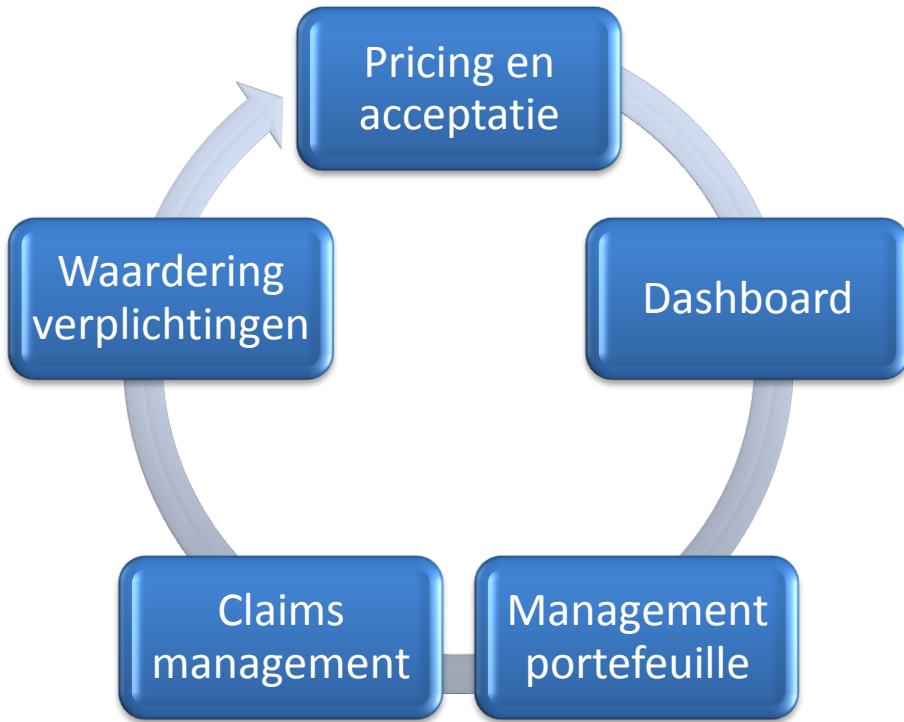 Pricing en
acceptatie
Dashboard
Management
portefeuille
Claims
management
Waardering
verplichtingen